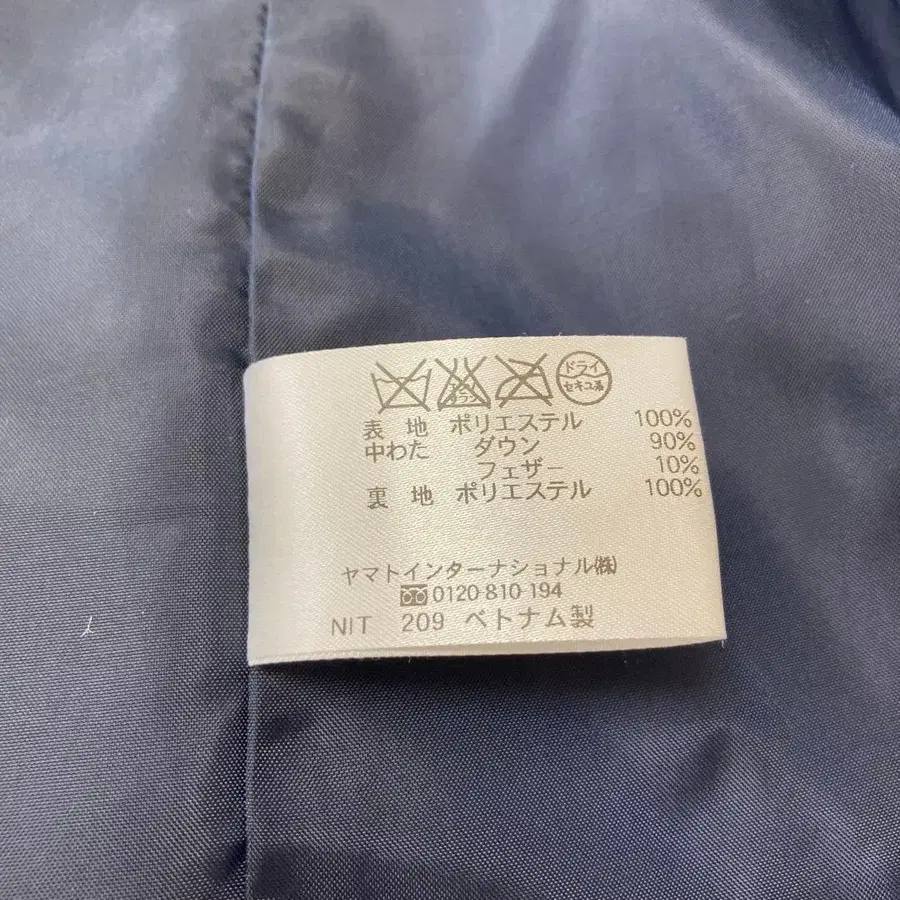 ドライ
セキユ系
表 地 ポリエステル 100%
中わた ダウン 90%
フェザー 10%
裏 地 ポリエステル 100%
ヤマトインターナショナル㈱
0120 810 194
NIT 209 ベトナム製